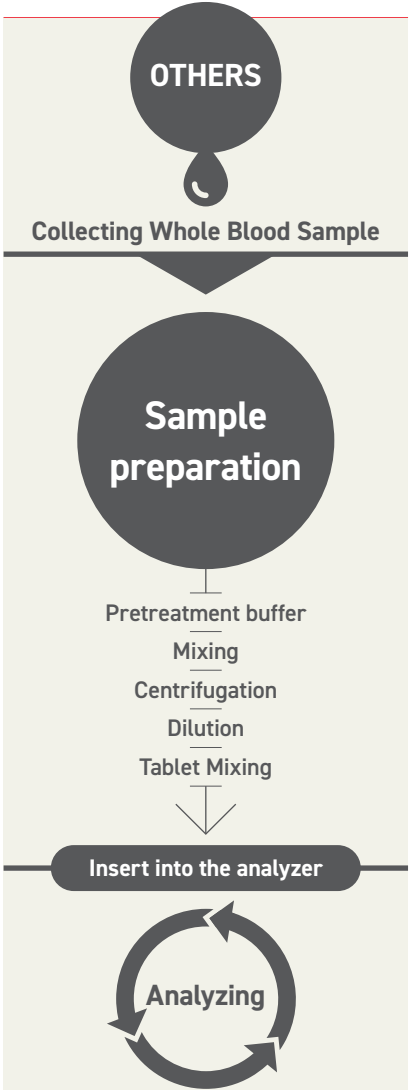 OTHERS
Collecting Whole Blood Sample
Sample
preparation
Pretreatment buffer
Mixing
Centrifugation
Dilution
Tablet Mixing
Insert into the analyzer
Analyzing